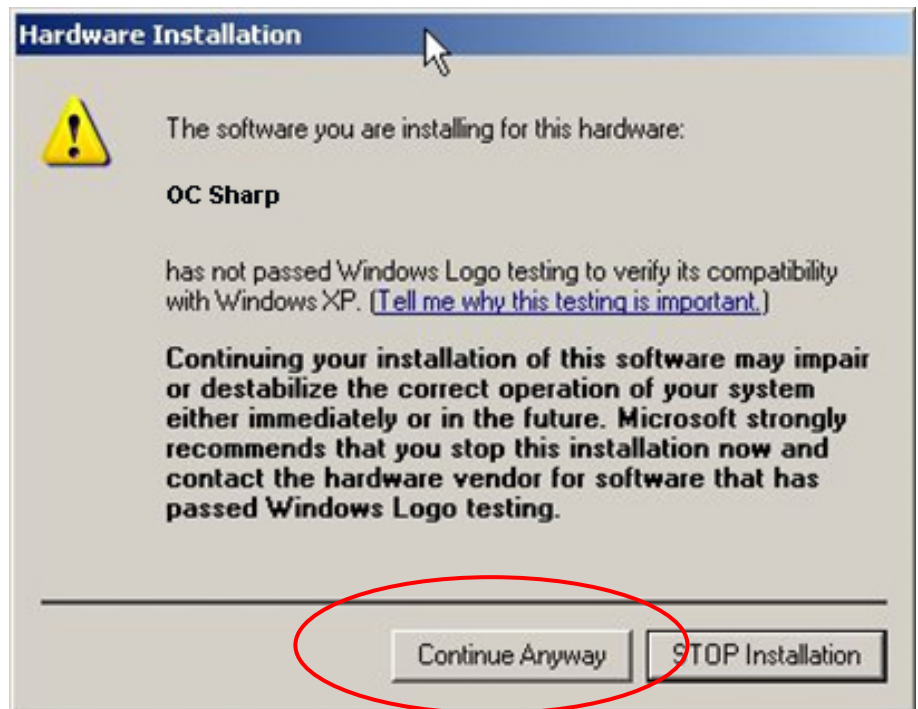 Hardware Installation
The software you are installing for this hardware:
OC Sharp
has not passed Windows Logo testing to verify its compatibility
with Windows XP. (Tell me why this testing is important.)
Continuing your installation of this software may impair
or destabilize the correct operation of your system
either immediately or in the future. Microsoft strongly
recommends that you stop this installation now and
contact the hardware vendor for software that has
passed Windows Logo testing.
Continue Anyway
STOP Installation